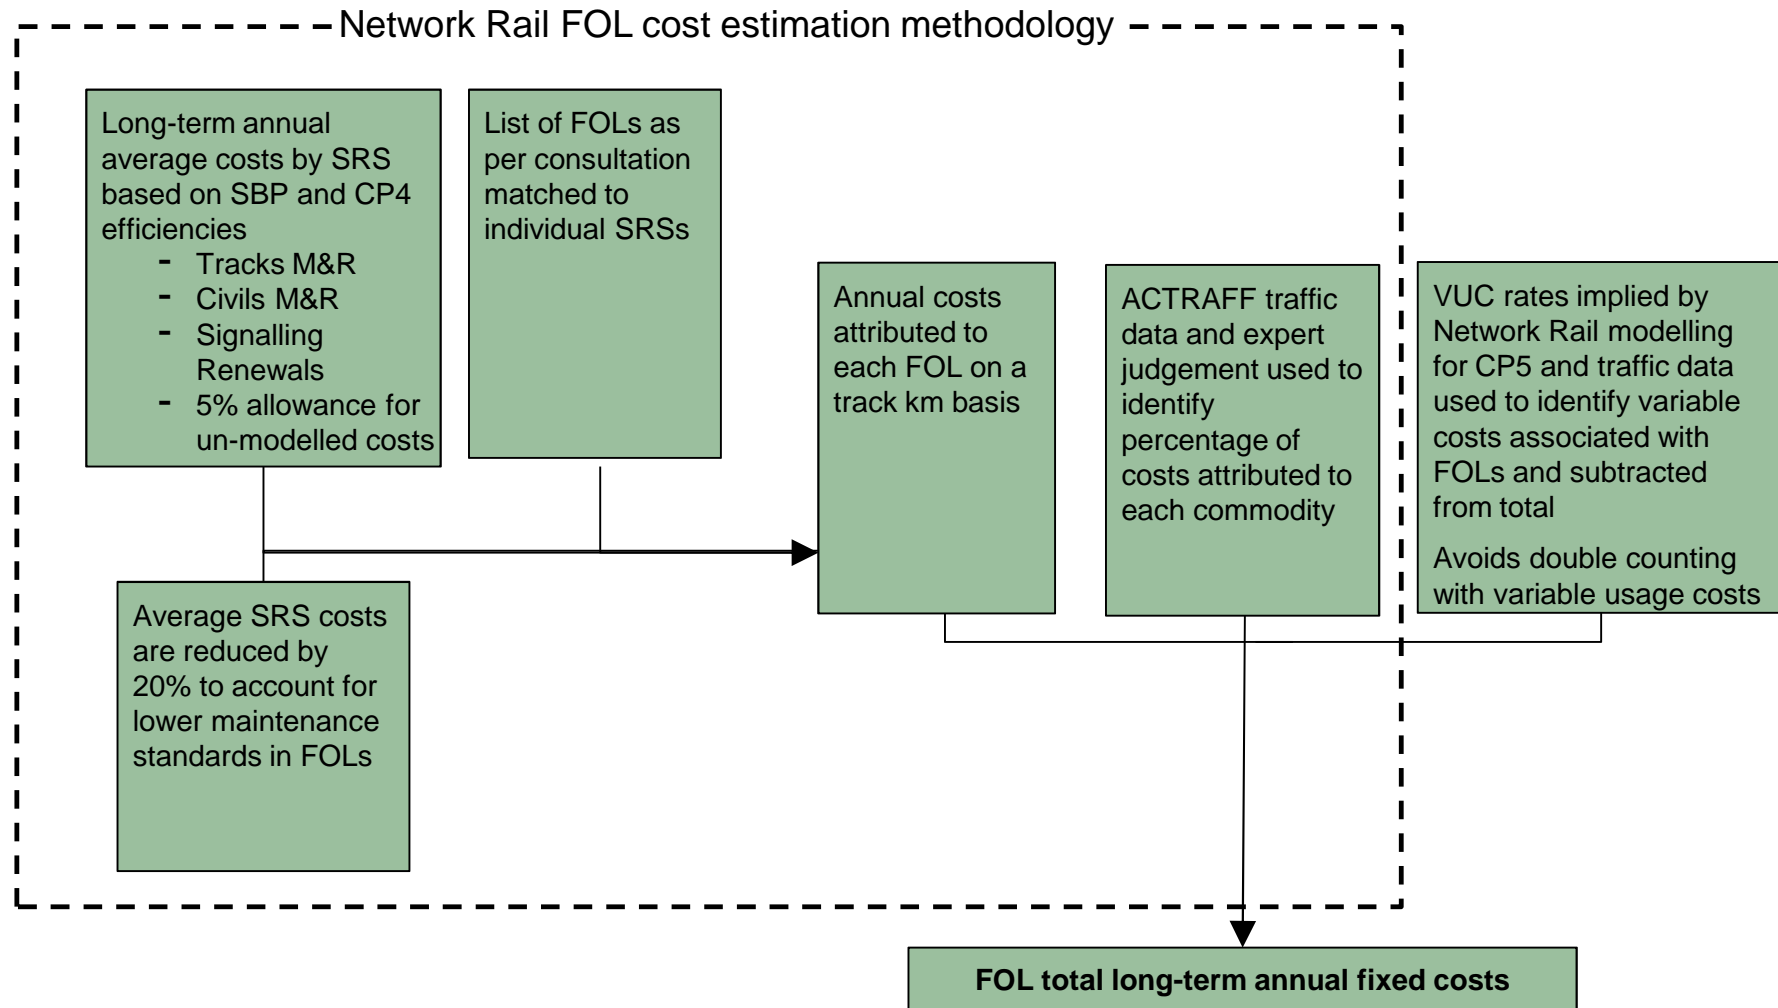 Network Rail FOL cost estimation methodology
Long-term annual
average costs by SRS
based on SBP and CP4
efficiencies
- Tracks M&R
- Civils M&R
- Signalling
Renewals
- 5% allowance for
un-modelled costs
List of FOLs as
per consultation
matched to
individual SRSs
Annual costs
attributed to
each FOL on a
track km basis
ACTRAFF traffic
data and expert
judgement used to
identify
percentage of
costs attributed to
each commodity
VUC rates implied by
Network Rail modelling
for CP5 and traffic data
used to identify variable
costs associated with
FOLs and subtracted
from total
Avoids double counting
with variable usage costs
Average SRS costs
are reduced by
20% to account for
lower maintenance
standards in FOLs
FOL total long-term annual fixed costs